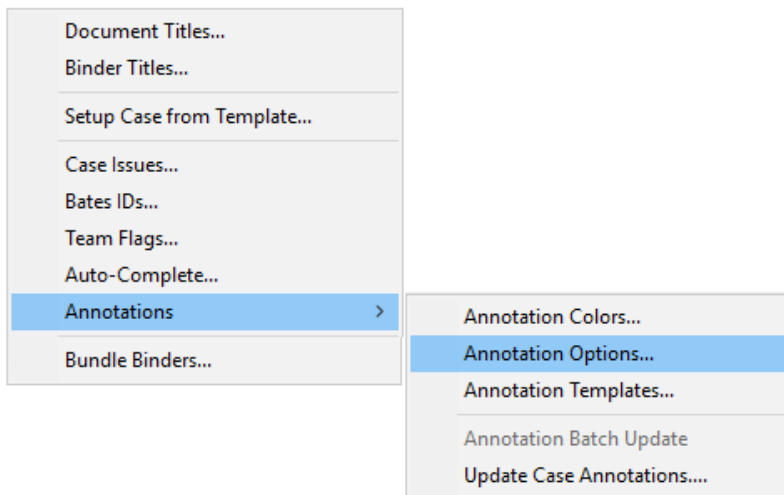 Document Titles...
Binder Titles...
Setup Case from Template...
Case Issues...
Bates IDs...
Team Flags...
Auto-Complete...
Annotations >
Bundle Binders...
Annotation Colors...
Annotation Options...
Annotation Templates...
Annotation Batch Update
Update Case Annotations....